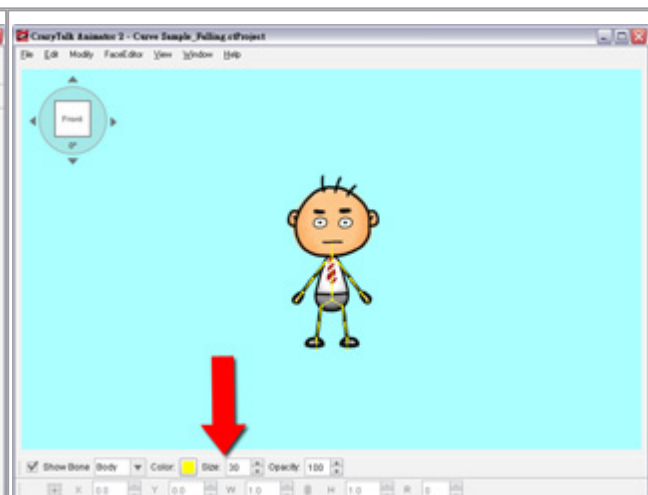 CrazyTalk Animator 2 - Curve Sample_Falling.ctProject
File Edit Modify FaceEditor View Window Help
Front
0°
Show Bone Body Color: Size: 30 Opacity: 100
X 0.0 Y 0.0 W 1.0 H 1.0 R 0